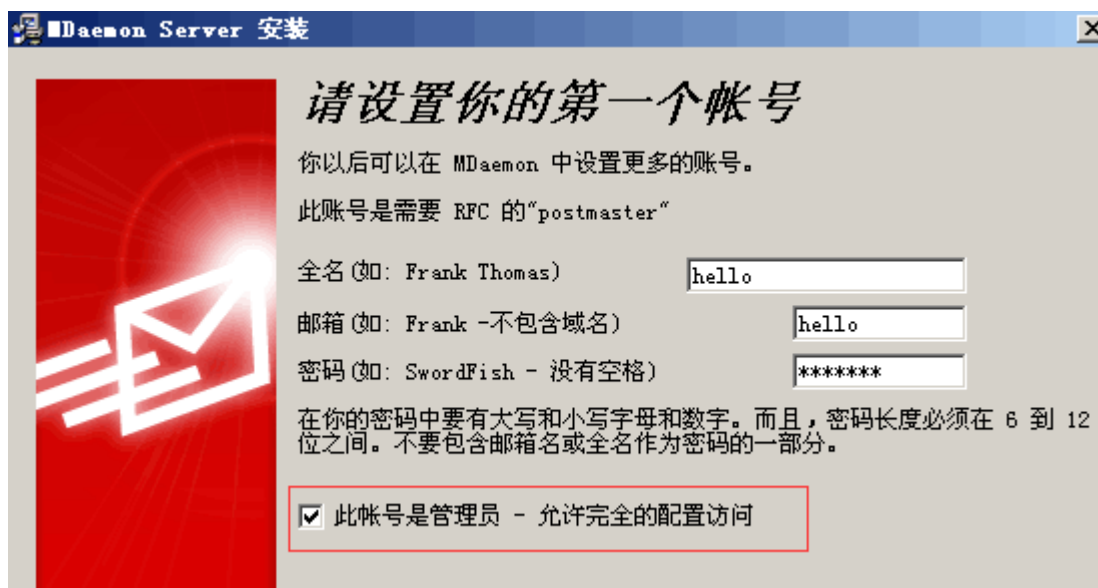 MDaemon Server 安装
请设置你的第一个帐号
你以后可以在 MDaemon 中设置更多的账号。
此账号是需要 RFC 的"postmaster"
全名(如: Frank Thomas) hello
邮箱(如: Frank -不包含域名) hello
密码(如: SwordFish - 没有空格) *******
在你的密码中要有大写和小写字母和数字。而且,密码长度必须在 6 到 12
位之间。不要包含邮箱名或全名作为密码的一部分。
此帐号是管理员 - 允许完全的配置访问